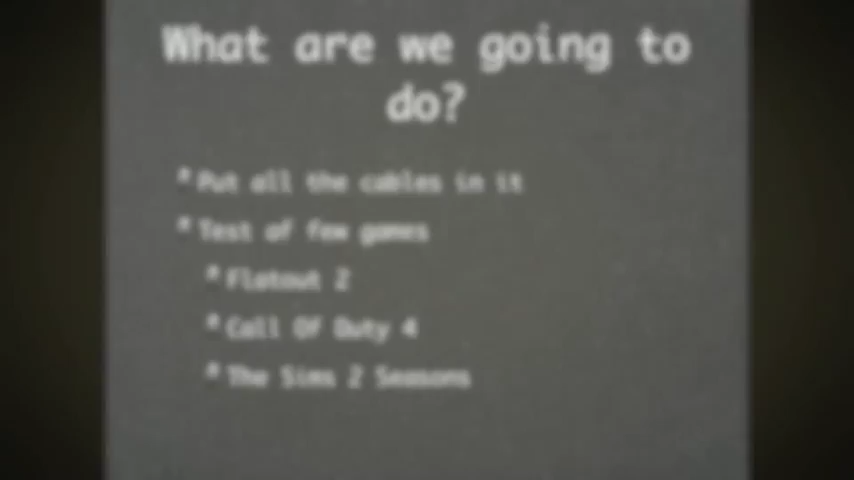 What are we going to
do?
Put all the cables in it
Test of few games
Flatout 2
Call Of Duty 4
The Sims 2 Seasons